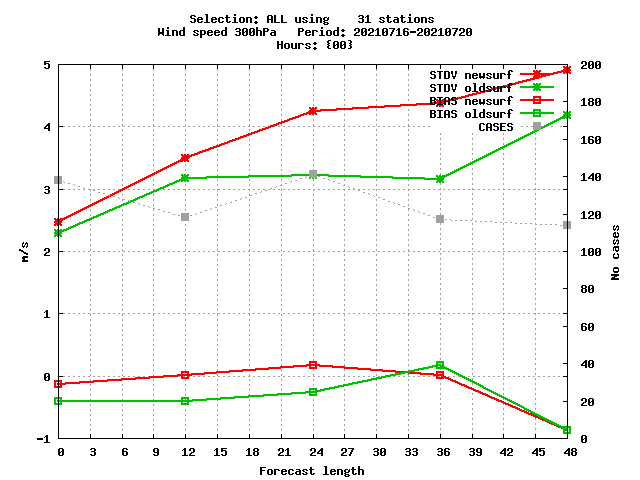 Selection: ALL using    31 stations
Wind speed 300hPa   Period: 20210716-20210720
Hours: {00}
STDV newsurf
STDV oldsurf
BIAS newsurf
BIAS oldsurf
CASES
5
4
3
2
1
0
-1
m/s
200
180
160
140
120
100
80
60
40
20
0
No cases
0 3 6 9 12 15 18 21 24 27 30 33 36 39 42 45 48
Forecast length